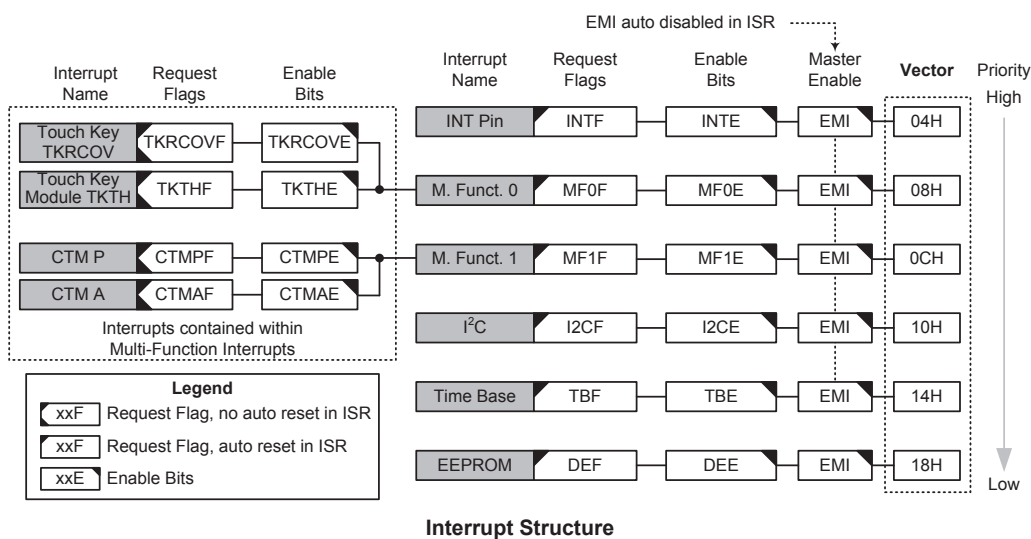 EMI auto disabled in ISR
Interrupt Name Request Flags Enable Bits
Interrupt Name Request Flags Enable Bits Master Enable Vector Priority
High
Touch Key TKRCOV TKRCOVF TKRCOVE
Touch Key Module TKTH TKTHF TKTHE
CTM P CTMPF CTMPE
CTM A CTMAF CTMAE
Interrupts contained within
Multi-Function Interrupts
INT Pin INTF INTE EMI 04H
M. Funct. 0 MF0F MF0E EMI 08H
M. Funct. 1 MF1F MF1E EMI 0CH
I²C I2CF I2CE EMI 10H
Time Base TBF TBE EMI 14H
EEPROM DEF DEE EMI 18H
Low
Legend
xxF Request Flag, no auto reset in ISR
xxF Request Flag, auto reset in ISR
xxE Enable Bits
Interrupt Structure